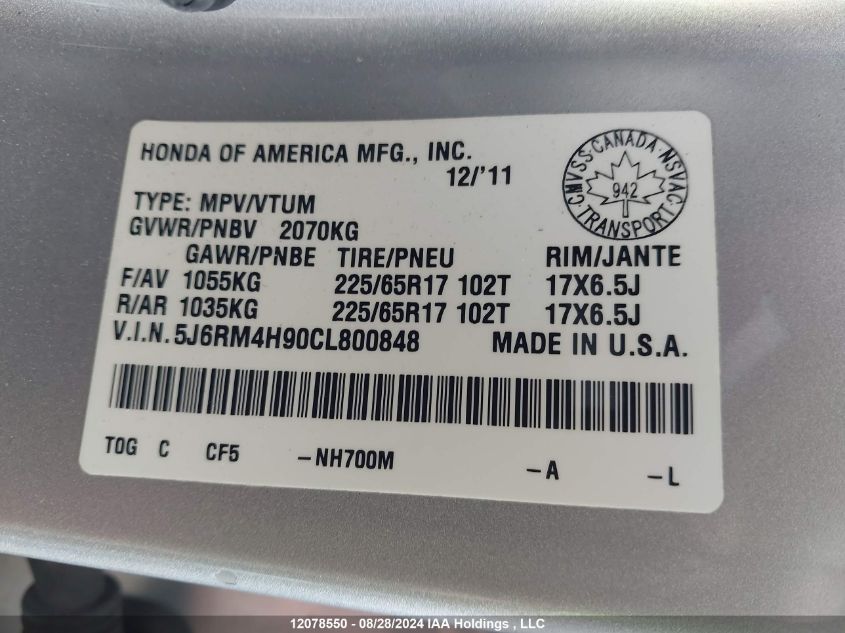 HONDA OF AMERICA MFG., INC.
12/'11
CMVSS·CANADA·NSVAC
942
TRANSPORT
TYPE: MPV/VTUM
GVWR/PNBV 2070KG
GAWR/PNBE TIRE/PNEU RIM/JANTE
F/AV 1055KG 225/65R17 102T 17X6.5J
R/AR 1035KG 225/65R17 102T 17X6.5J
V.I.N.5J6RM4H90CL800848 MADE IN U.S.A.
T0G C CF5 -NH700M -A -L
12078550 - 08/28/2024 IAA Holdings , LLC